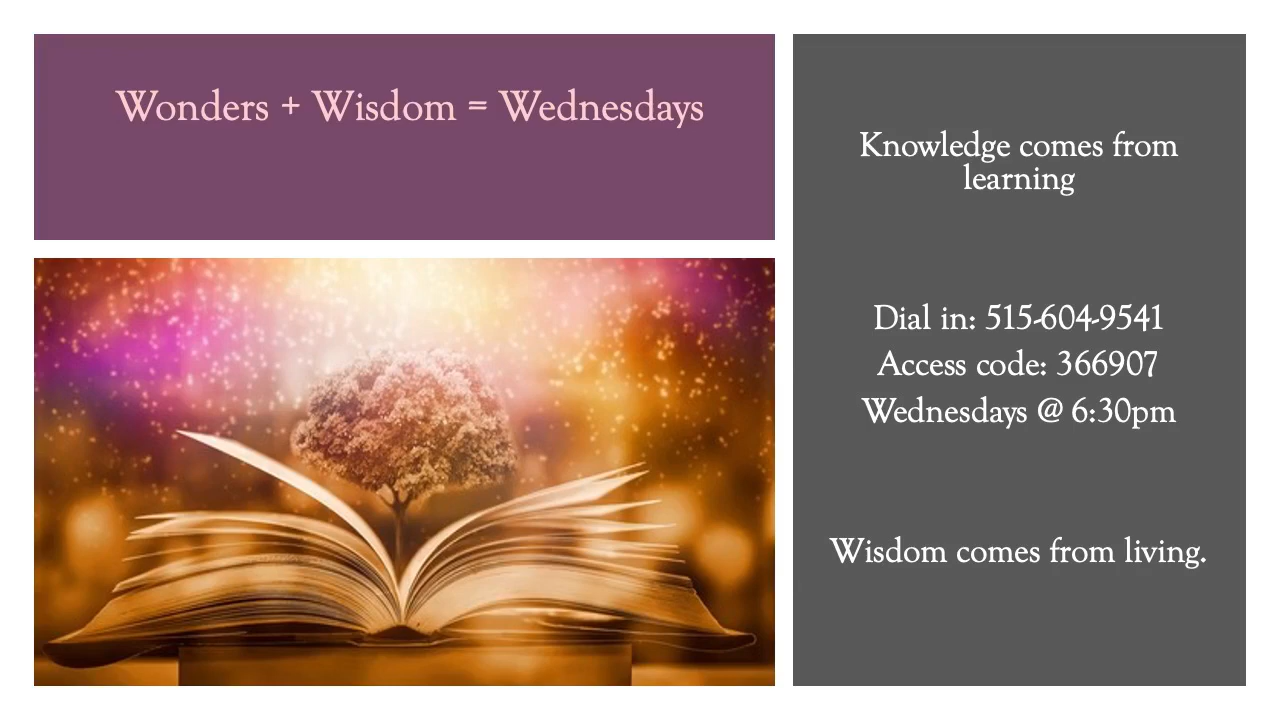 Wonders + Wisdom = Wednesdays
Knowledge comes from
learning
Dial in: 515-604-9541
Access code: 366907
Wednesdays @ 6:30pm
Wisdom comes from living.